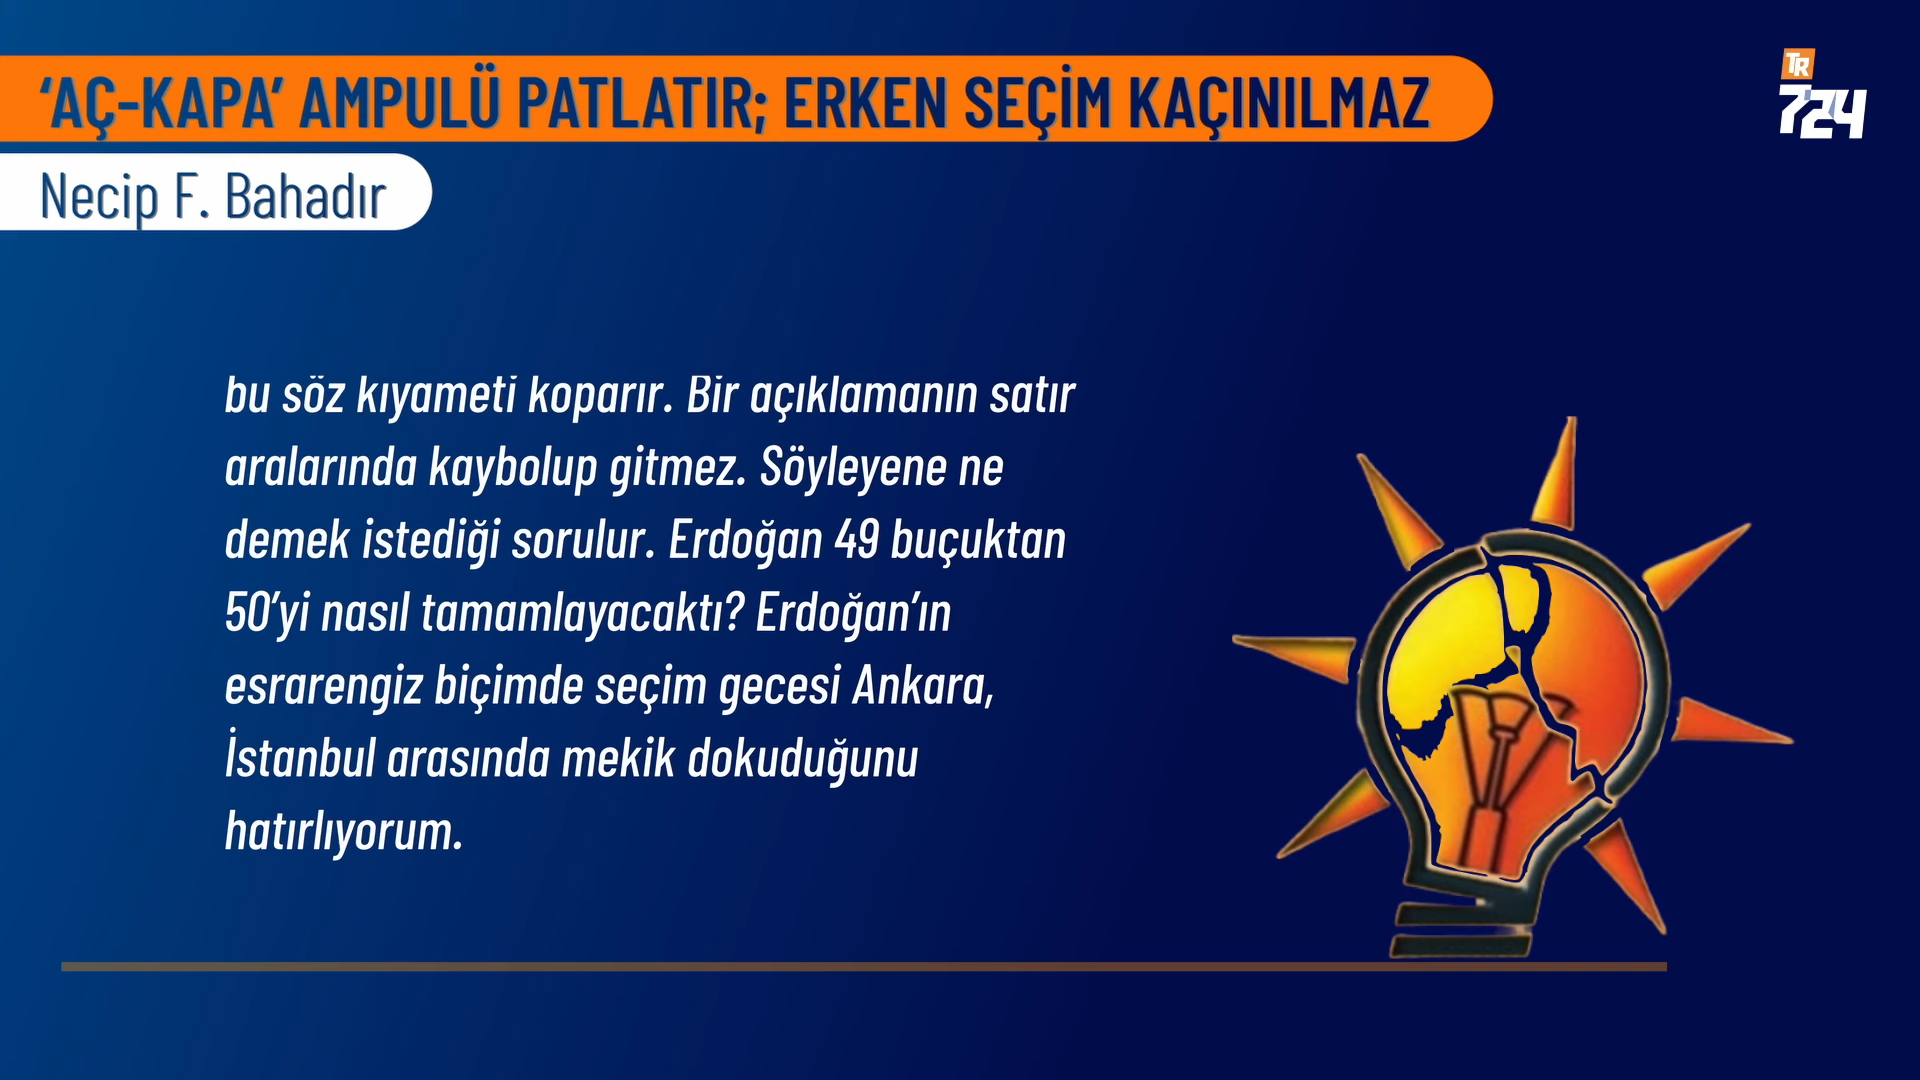 ‘AÇ-KAPA’ AMPULÜ PATLATIR; ERKEN SEÇİM KAÇINILMAZ
TR
724
Necip F. Bahadır
bu söz kıyameti koparır. Bir açıklamanın satır
aralarında kaybolup gitmez. Söyleyene ne
demek istediği sorulur. Erdoğan 49 buçuktan
50’yi nasıl tamamlayacaktı? Erdoğan’ın
esrarengiz biçimde seçim gecesi Ankara,
İstanbul arasında mekik dokuduğunu
hatırlıyorum.